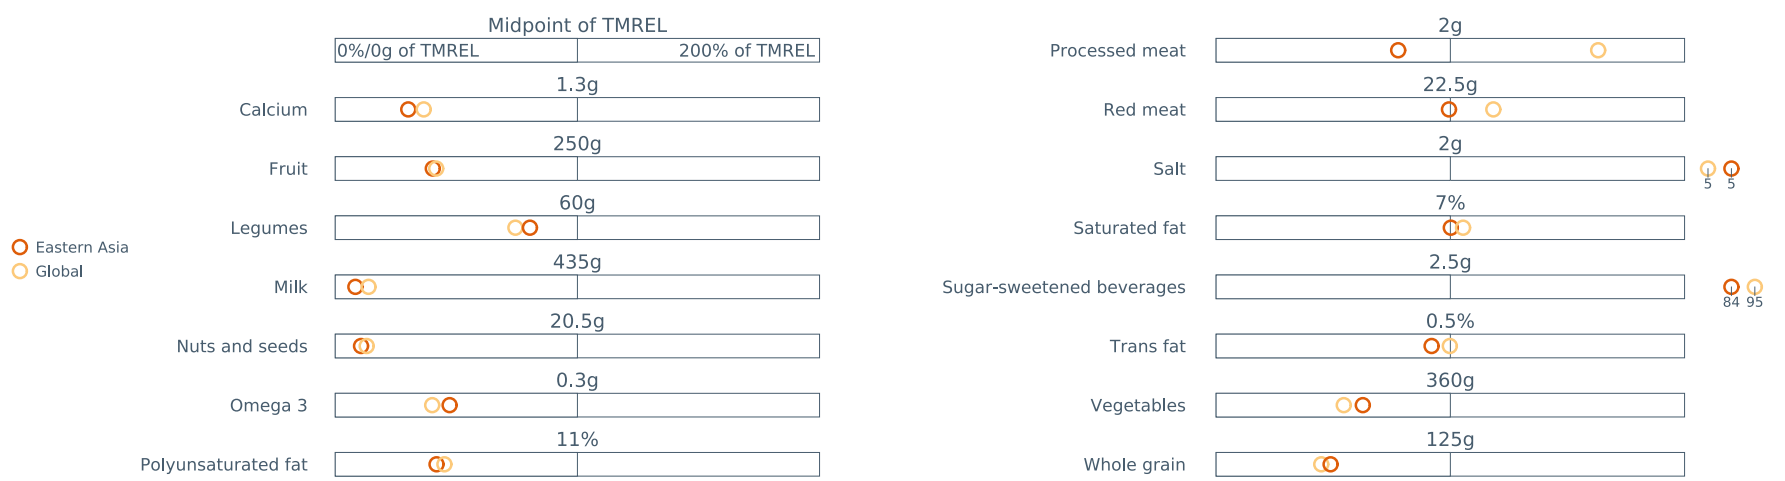 Midpoint of TMREL
0%/0g of TMREL 200% of TMREL
1.3g
Calcium
250g
Fruit
60g
Legumes
435g
Milk
20.5g
Nuts and seeds
0.3g
Omega 3
11%
Polyunsaturated fat
Eastern Asia
Global
2g
Processed meat
22.5g
Red meat
2g
Salt
5 5
7%
Saturated fat
2.5g
Sugar-sweetened beverages
84 95
0.5%
Trans fat
360g
Vegetables
125g
Whole grain